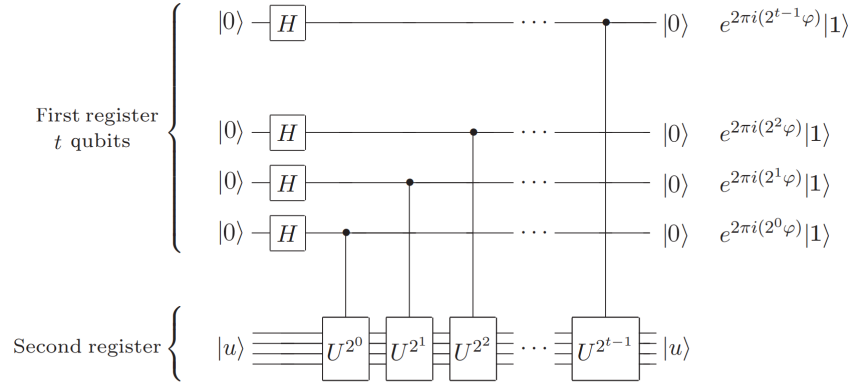 |0⟩ H ··· |0⟩ e^{2πi(2^{t−1}φ)}|1⟩
First register
t qubits
|0⟩ H ··· |0⟩ e^{2πi(2^2φ)}|1⟩
|0⟩ H ··· |0⟩ e^{2πi(2^1φ)}|1⟩
|0⟩ H ··· |0⟩ e^{2πi(2^0φ)}|1⟩
Second register |u⟩ U^{2^0} U^{2^1} U^{2^2} ··· U^{2^{t−1}} |u⟩